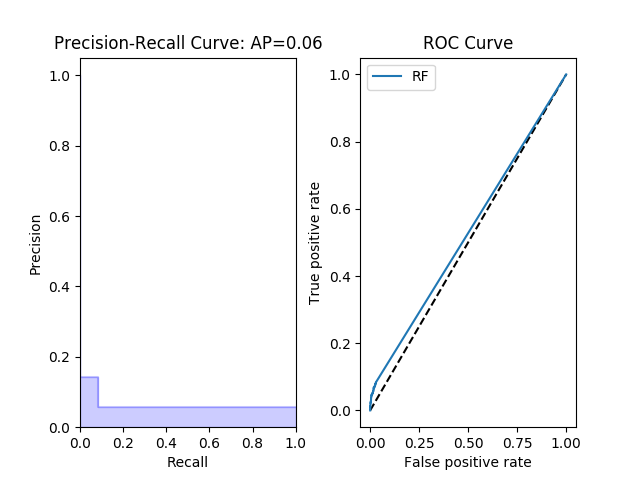 Precision-Recall Curve: AP=0.06
1.0
0.8
0.6
0.4
0.2
0.0
Precision
0.0 0.2 0.4 0.6 0.8 1.0
Recall
ROC Curve
RF
1.0
0.8
0.6
0.4
0.2
0.0
True positive rate
0.00 0.25 0.50 0.75 1.00
False positive rate